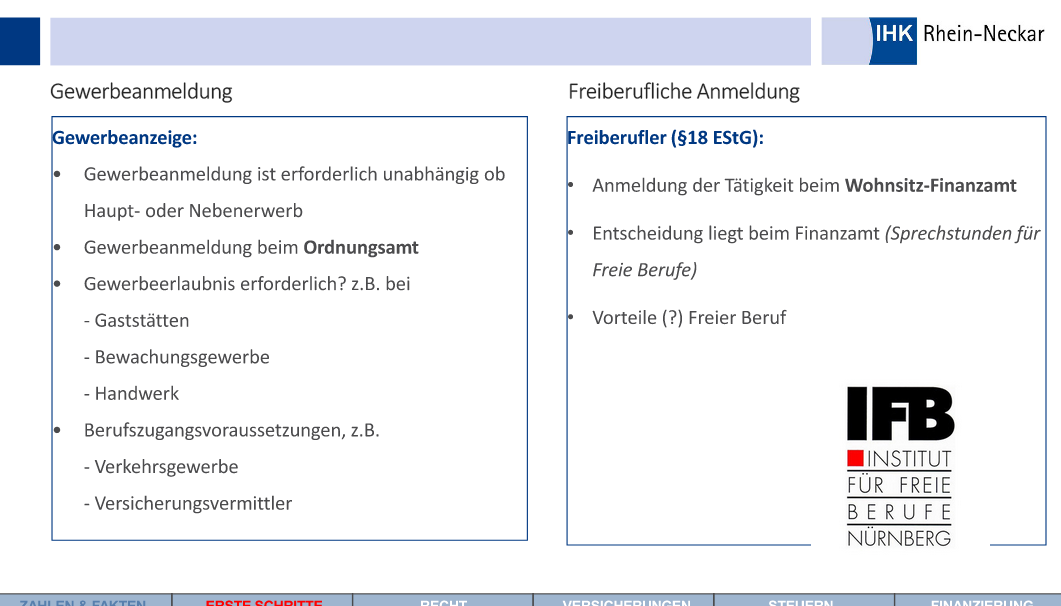 IHK Rhein-Neckar
Gewerbeanmeldung
Gewerbeanzeige:
• Gewerbeanmeldung ist erforderlich unabhängig ob
Haupt- oder Nebenerwerb
• Gewerbeanmeldung beim Ordnungsamt
• Gewerbeerlaubnis erforderlich? z.B. bei
- Gaststätten
- Bewachungsgewerbe
- Handwerk
• Berufszugangsvoraussetzungen, z.B.
- Verkehrsgewerbe
- Versicherungsvermittler
Freiberufliche Anmeldung
Freiberufler (§18 EStG):
• Anmeldung der Tätigkeit beim Wohnsitz-Finanzamt
• Entscheidung liegt beim Finanzamt (Sprechstunden für
Freie Berufe)
• Vorteile (?) Freier Beruf
IFB
INSTITUT
FÜR FREIE
BERUFE
NÜRNBERG
ZAHLEN & FAKTEN ERSTE SCHRITTE RECHT VERSICHERUNGEN STEUERN FINANZIERUNG